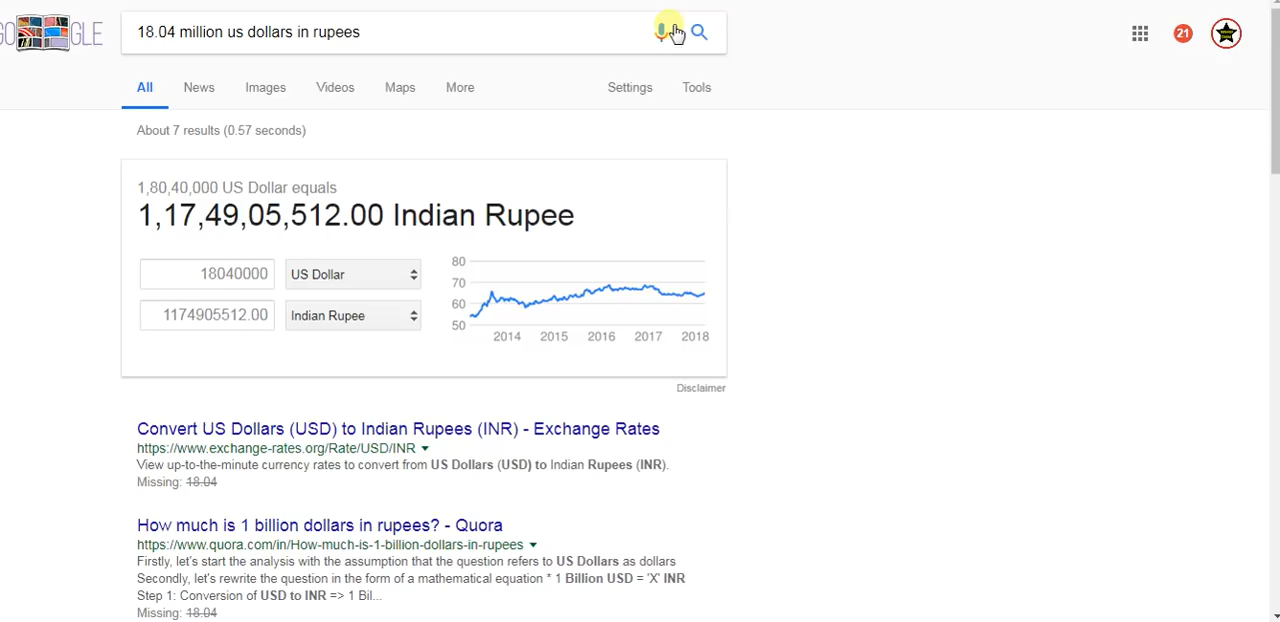 GO GLE
18.04 million us dollars in rupees
21
All News Images Videos Maps More Settings Tools
About 7 results (0.57 seconds)
1,80,40,000 US Dollar equals
1,17,49,05,512.00 Indian Rupee
18040000 US Dollar
1174905512.00 Indian Rupee
80
70
60
50
2014 2015 2016 2017 2018
Disclaimer
Convert US Dollars (USD) to Indian Rupees (INR) - Exchange Rates
https://www.exchange-rates.org/Rate/USD/INR
View up-to-the-minute currency rates to convert from US Dollars (USD) to Indian Rupees (INR).
Missing: 18.04
How much is 1 billion dollars in rupees? - Quora
https://www.quora.com/in/How-much-is-1-billion-dollars-in-rupees
Firstly, let's start the analysis with the assumption that the question refers to US Dollars as dollars
Secondly, let's rewrite the question in the form of a mathematical equation * 1 Billion USD = 'X' INR
Step 1: Conversion of USD to INR => 1 Bil...
Missing: 18.04